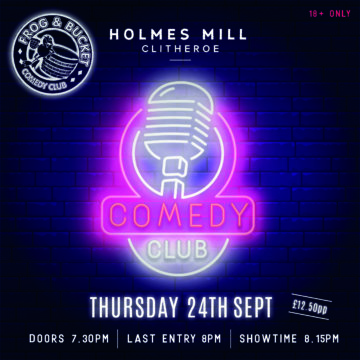 FROG & BUCKET
COMEDY CLUB
HOLMES MILL
CLITHEROE
18+ ONLY
COMEDY
CLUB
THURSDAY 24TH SEPT
£12.50pp
DOORS 7.30PM | LAST ENTRY 8PM | SHOWTIME 8.15PM